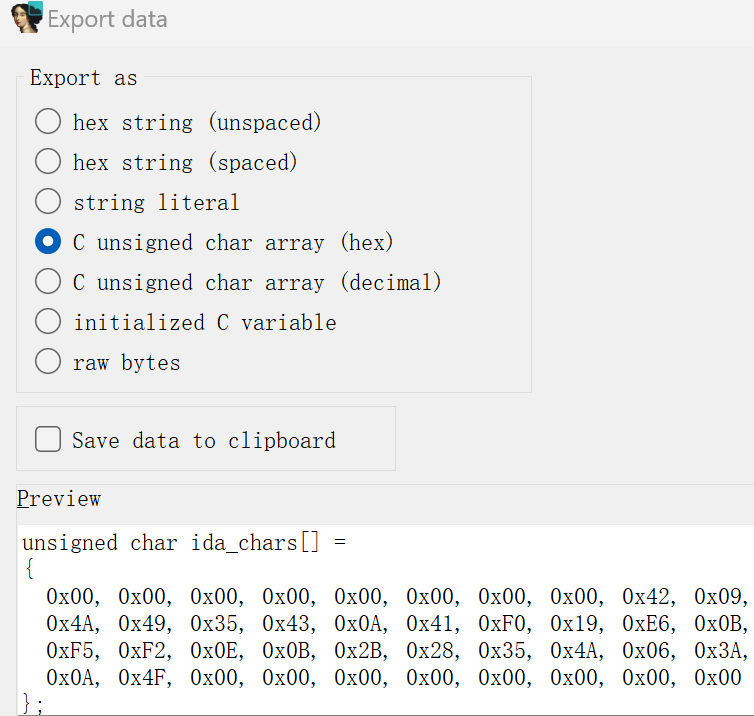 Export data
Export as
hex string (unspaced)
hex string (spaced)
string literal
C unsigned char array (hex)
C unsigned char array (decimal)
initialized C variable
raw bytes
Save data to clipboard
Preview
unsigned char ida_chars[] =
{
0x00, 0x00, 0x00, 0x00, 0x00, 0x00, 0x00, 0x00, 0x42, 0x09,
0x4A, 0x49, 0x35, 0x43, 0x0A, 0x41, 0xF0, 0x19, 0xE6, 0x0B,
0xF5, 0xF2, 0x0E, 0x0B, 0x2B, 0x28, 0x35, 0x4A, 0x06, 0x3A,
0x0A, 0x4F, 0x00, 0x00, 0x00, 0x00, 0x00, 0x00, 0x00, 0x00
};